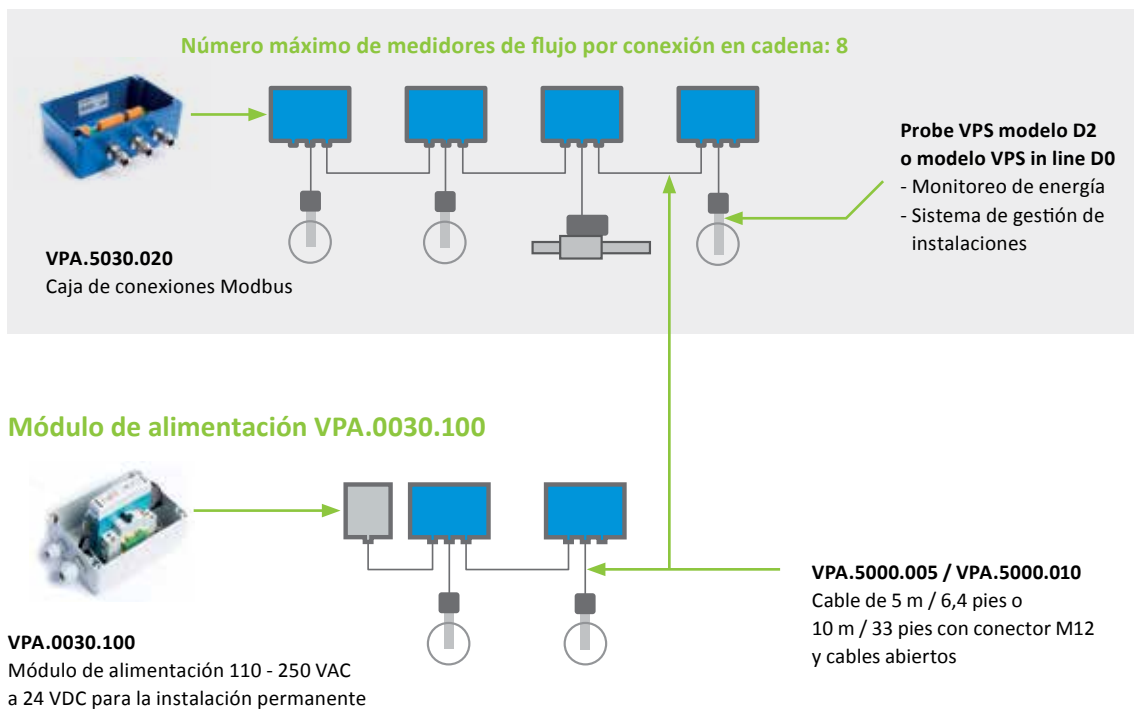 Número máximo de medidores de flujo por conexión en cadena: 8
Probe VPS modelo D2
o modelo VPS in line D0
- Monitoreo de energía
- Sistema de gestión de
instalaciones
VPA.5030.020
Caja de conexiones Modbus
Módulo de alimentación VPA.0030.100
VPA.5000.005 / VPA.5000.010
Cable de 5 m / 6,4 pies o
10 m / 33 pies con conector M12
y cables abiertos
VPA.0030.100
Módulo de alimentación 110 - 250 VAC
a 24 VDC para la instalación permanente